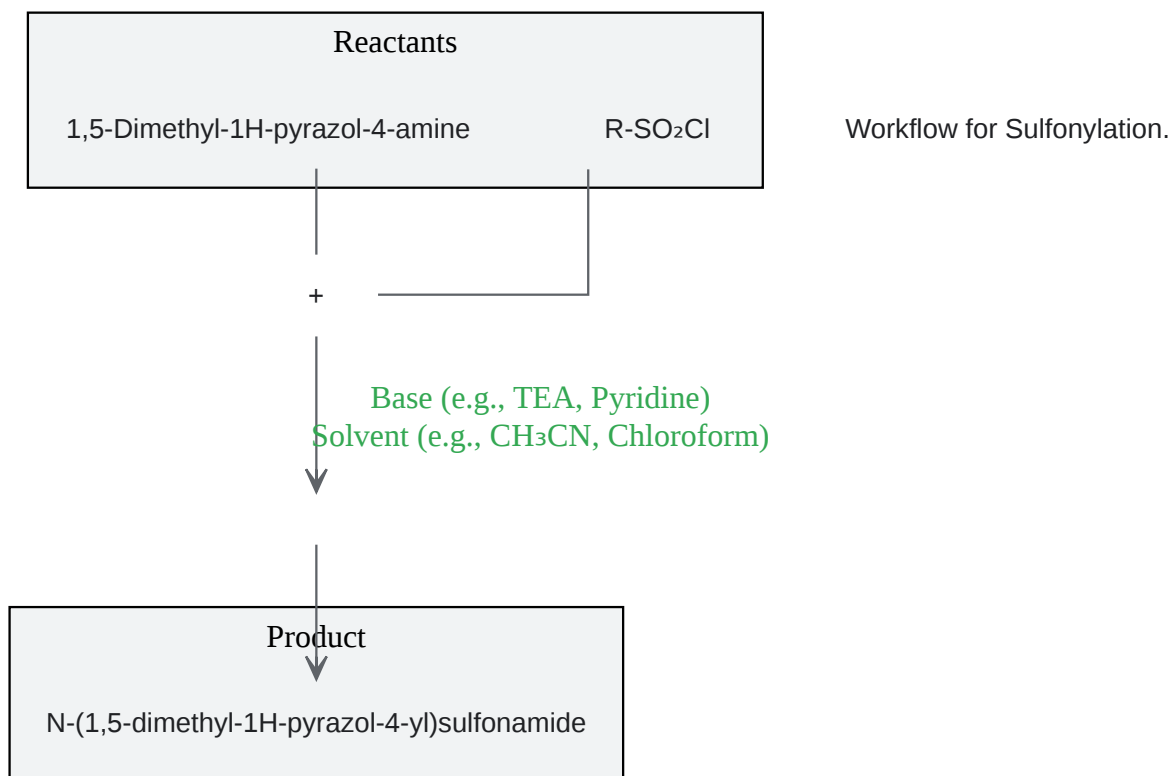 Reactants
1,5-Dimethyl-1H-pyrazol-4-amine
R-SO₂Cl
Workflow for Sulfonylation.
+
Base (e.g., TEA, Pyridine)
Solvent (e.g., CH₃CN, Chloroform)
Product
N-(1,5-dimethyl-1H-pyrazol-4-yl)sulfonamide